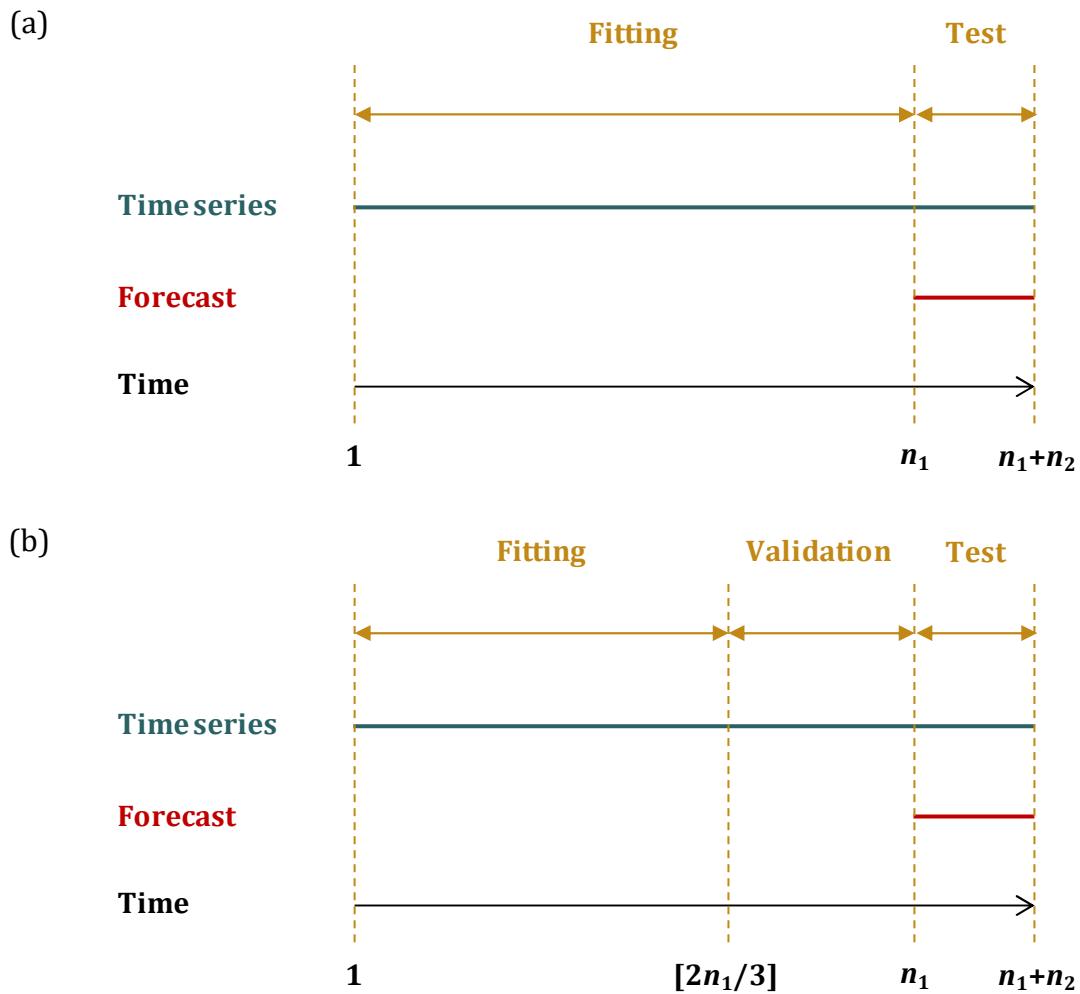 (a)
Fitting Test
Time series
Forecast
Time
1 n₁ n₁+n₂
(b)
Fitting Validation Test
Time series
Forecast
Time
1 [2n₁/3] n₁ n₁+n₂